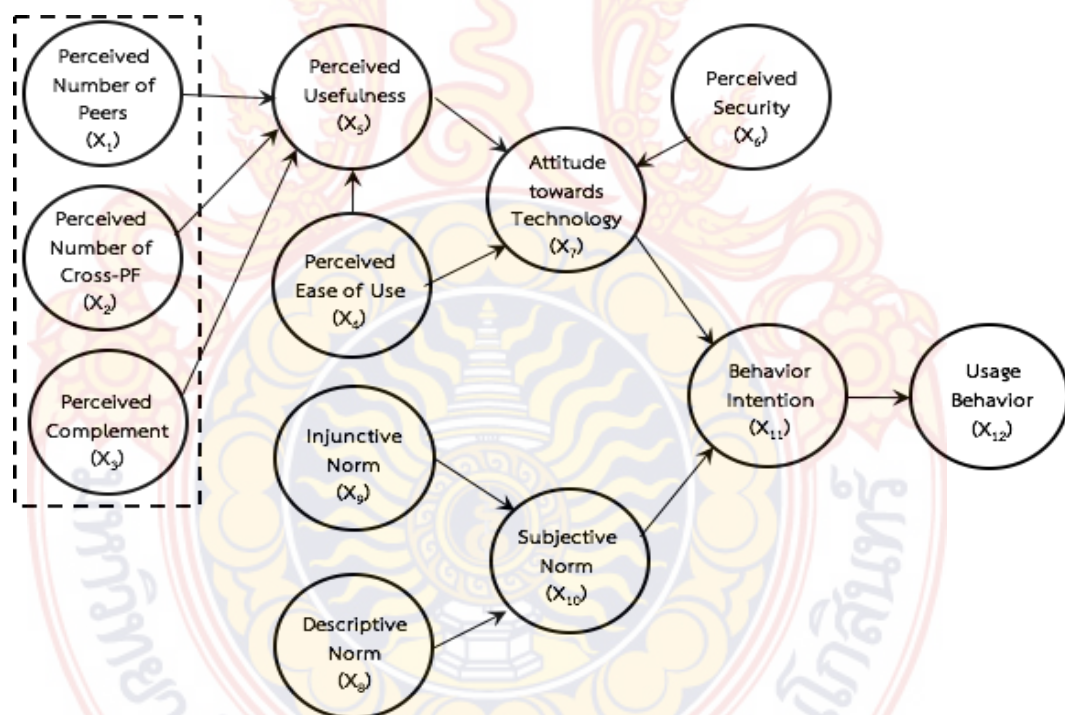 Perceived
Number of
Peers
(X₁)
Perceived
Usefulness
(X₅)
Perceived
Security
(X₆)
Attitude
towards
Technology
(X₇)
Perceived
Number of
Cross-PF
(X₂)
Perceived
Ease of Use
(X₄)
Perceived
Complement
(X₃)
Behavior
Intention
(X₁₁)
Usage
Behavior
(X₁₂)
Injunctive
Norm
(X₉)
Subjective
Norm
(X₁₀)
Descriptive
Norm
(X₈)